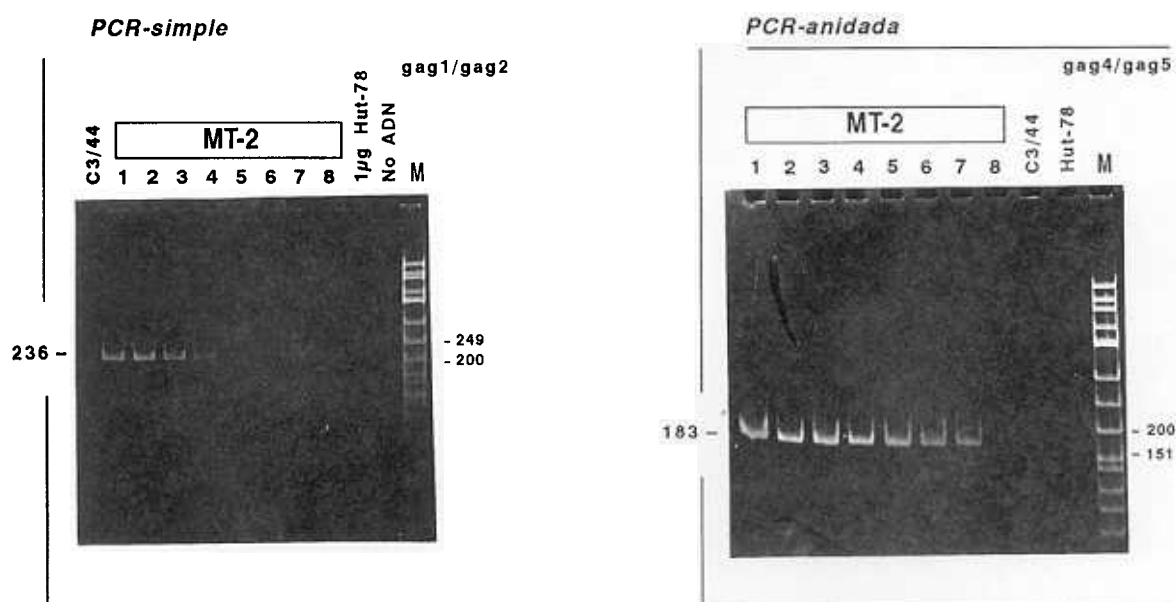 PCR-simple
gag1/gag2
C3/44
MT-2
1µg Hut-78
No ADN
1 2 3 4 5 6 7 8
M
249
236
200
PCR-anidada
gag4/gag5
MT-2
C3/44
Hut-78
1 2 3 4 5 6 7 8
M
183
200
151